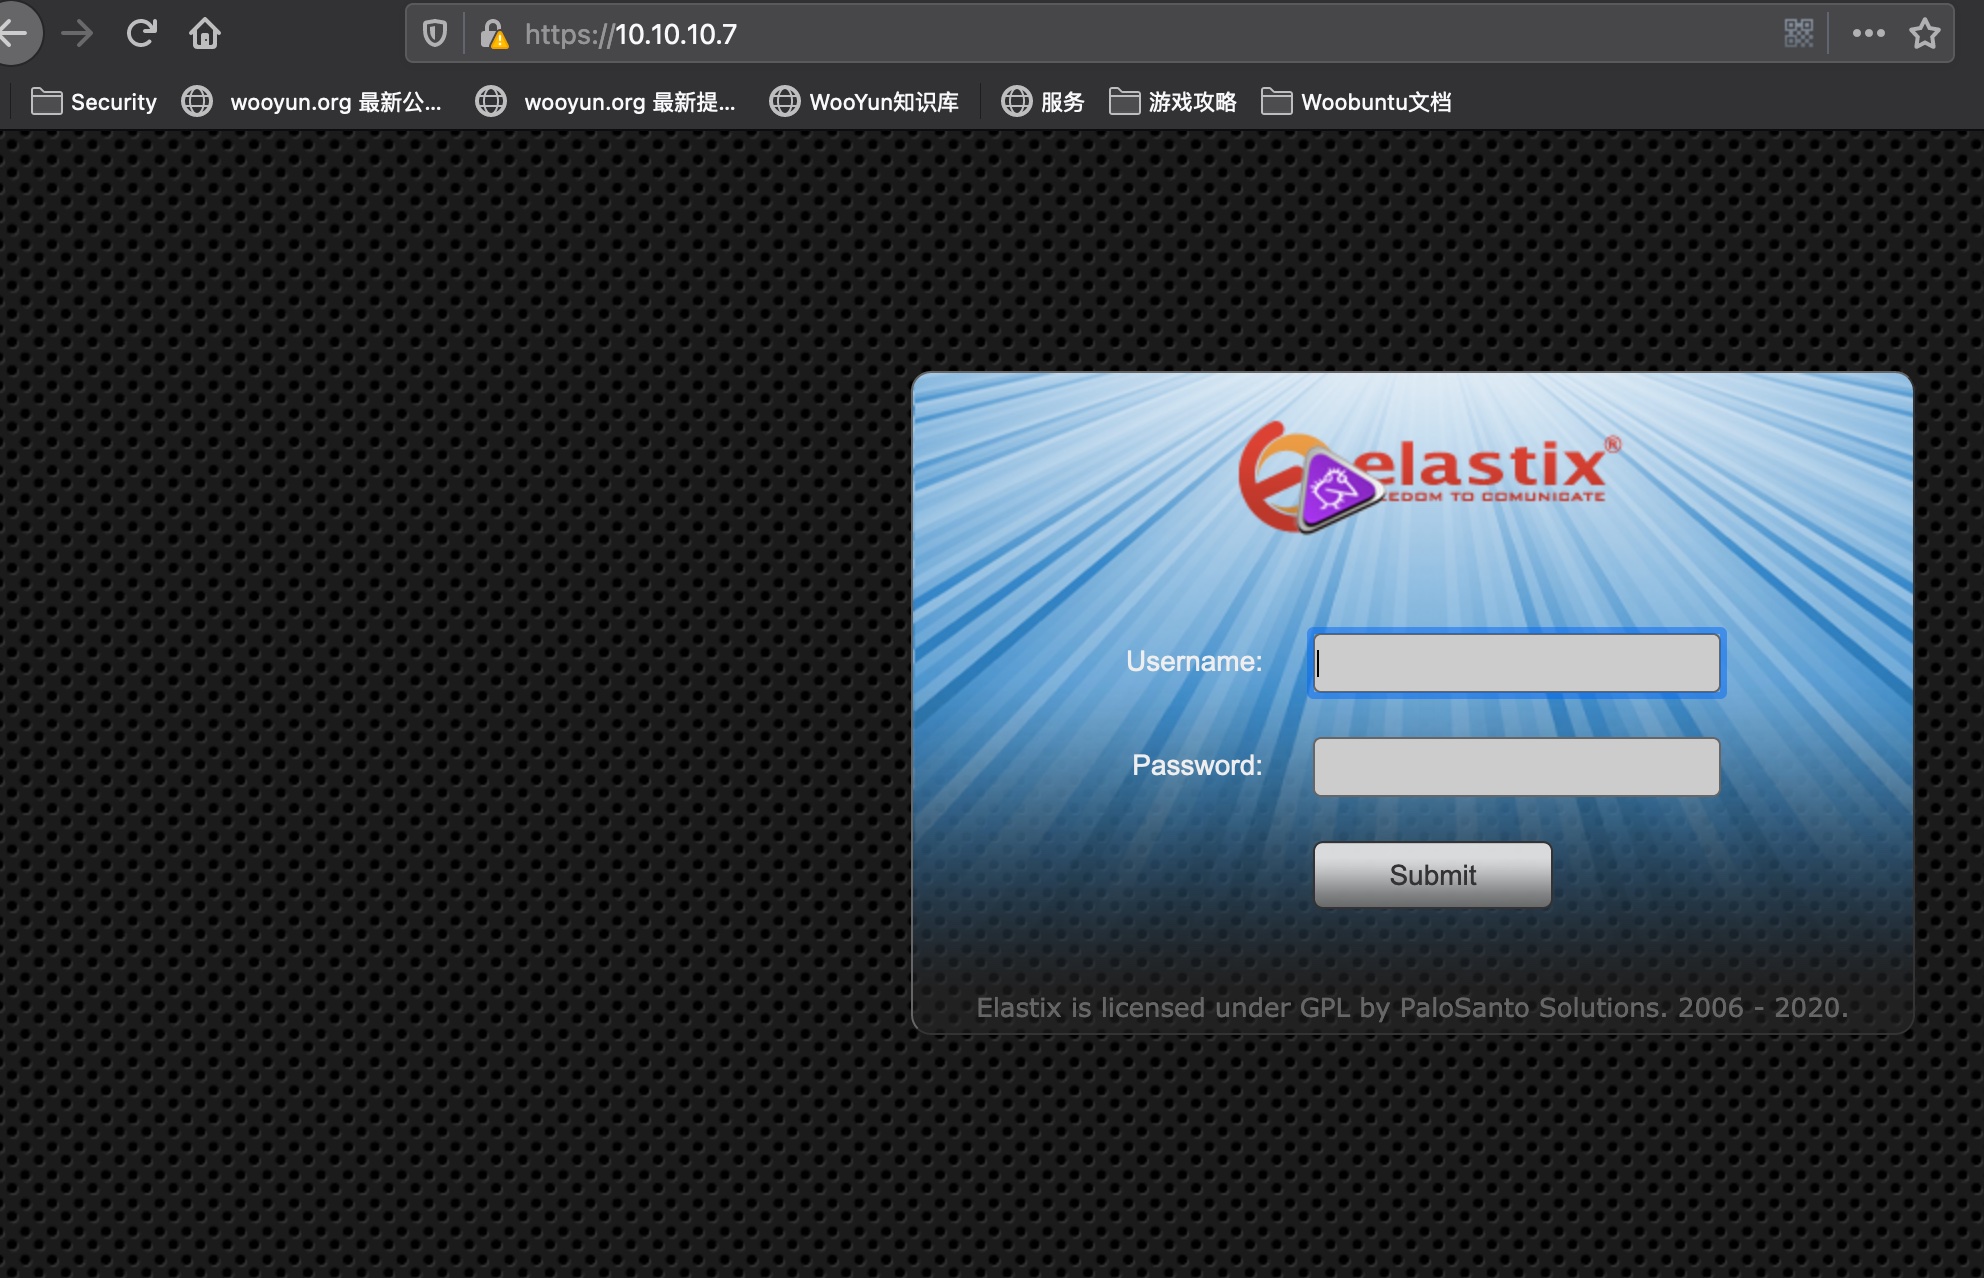 https://10.10.10.7
Security wooyun.org 最新公... wooyun.org 最新提... WooYun知识库 服务 游戏攻略 Woobuntu文档
elastix®
EDOM TO COMUNICATE
Username:
Password:
Submit
Elastix is licensed under GPL by PaloSanto Solutions. 2006 - 2020.